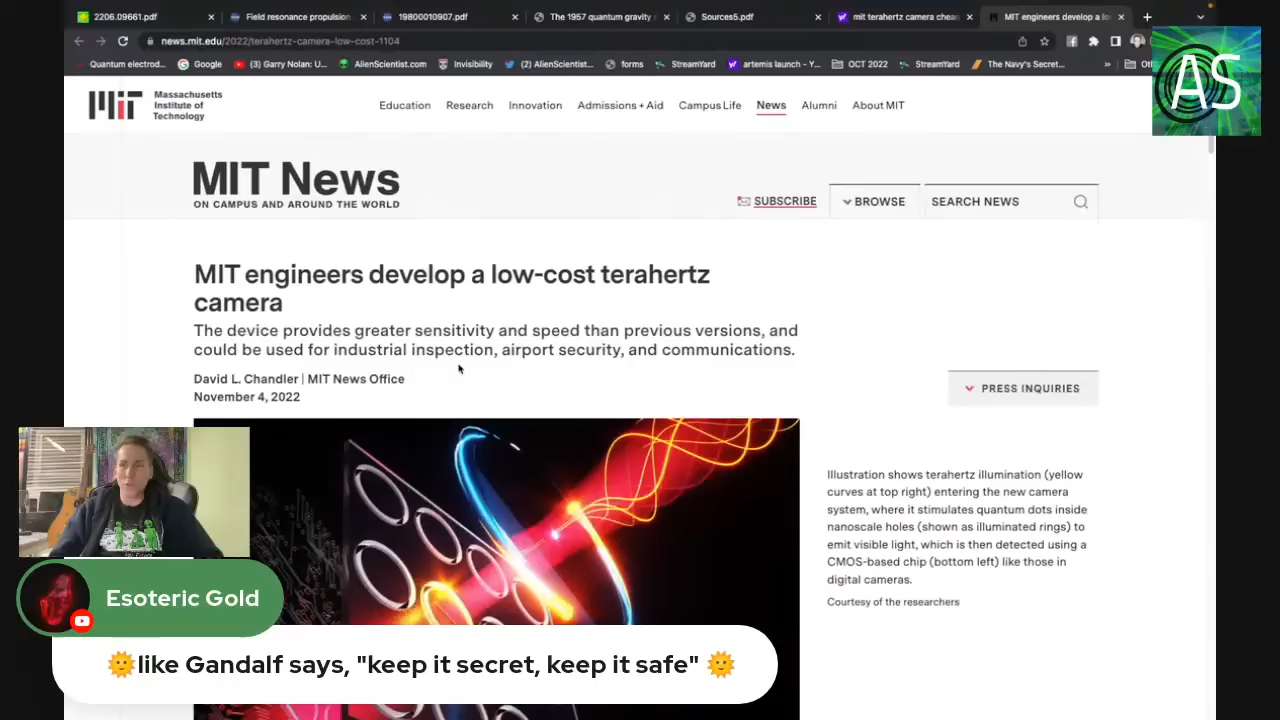 2206.09661.pdf
Field resonance propulsion
19800010907.pdf
The 1957 quantum gravity
Sources5.pdf
mit terahertz camera cheap
MIT engineers develop a lo
news.mit.edu/2022/terahertz-camera-low-cost-1104
Quantum electrod...
Google
(3) Garry Nolan: U...
AlienScientist.com
Invisibility
(2) AlienScientist...
forms
StreamYard
artemis launch - Y...
OCT 2022
StreamYard
The Navy's Secret...
AS
MIT
Massachusetts
Institute of
Technology
Education
Research
Innovation
Admissions + Aid
Campus Life
News
Alumni
About MIT
MIT News
ON CAMPUS AND AROUND THE WORLD
SUBSCRIBE
BROWSE
SEARCH NEWS
MIT engineers develop a low-cost terahertz
camera
The device provides greater sensitivity and speed than previous versions, and
could be used for industrial inspection, airport security, and communications.
David L. Chandler | MIT News Office
November 4, 2022
PRESS INQUIRIES
Illustration shows terahertz illumination (yellow
curves at top right) entering the new camera
system, where it stimulates quantum dots inside
nanoscale holes (shown as illuminated rings) to
emit visible light, which is then detected using a
CMOS-based chip (bottom left) like those in
digital cameras.
Courtesy of the researchers
Esoteric Gold
🌞like Gandalf says, "keep it secret, keep it safe" 🌞